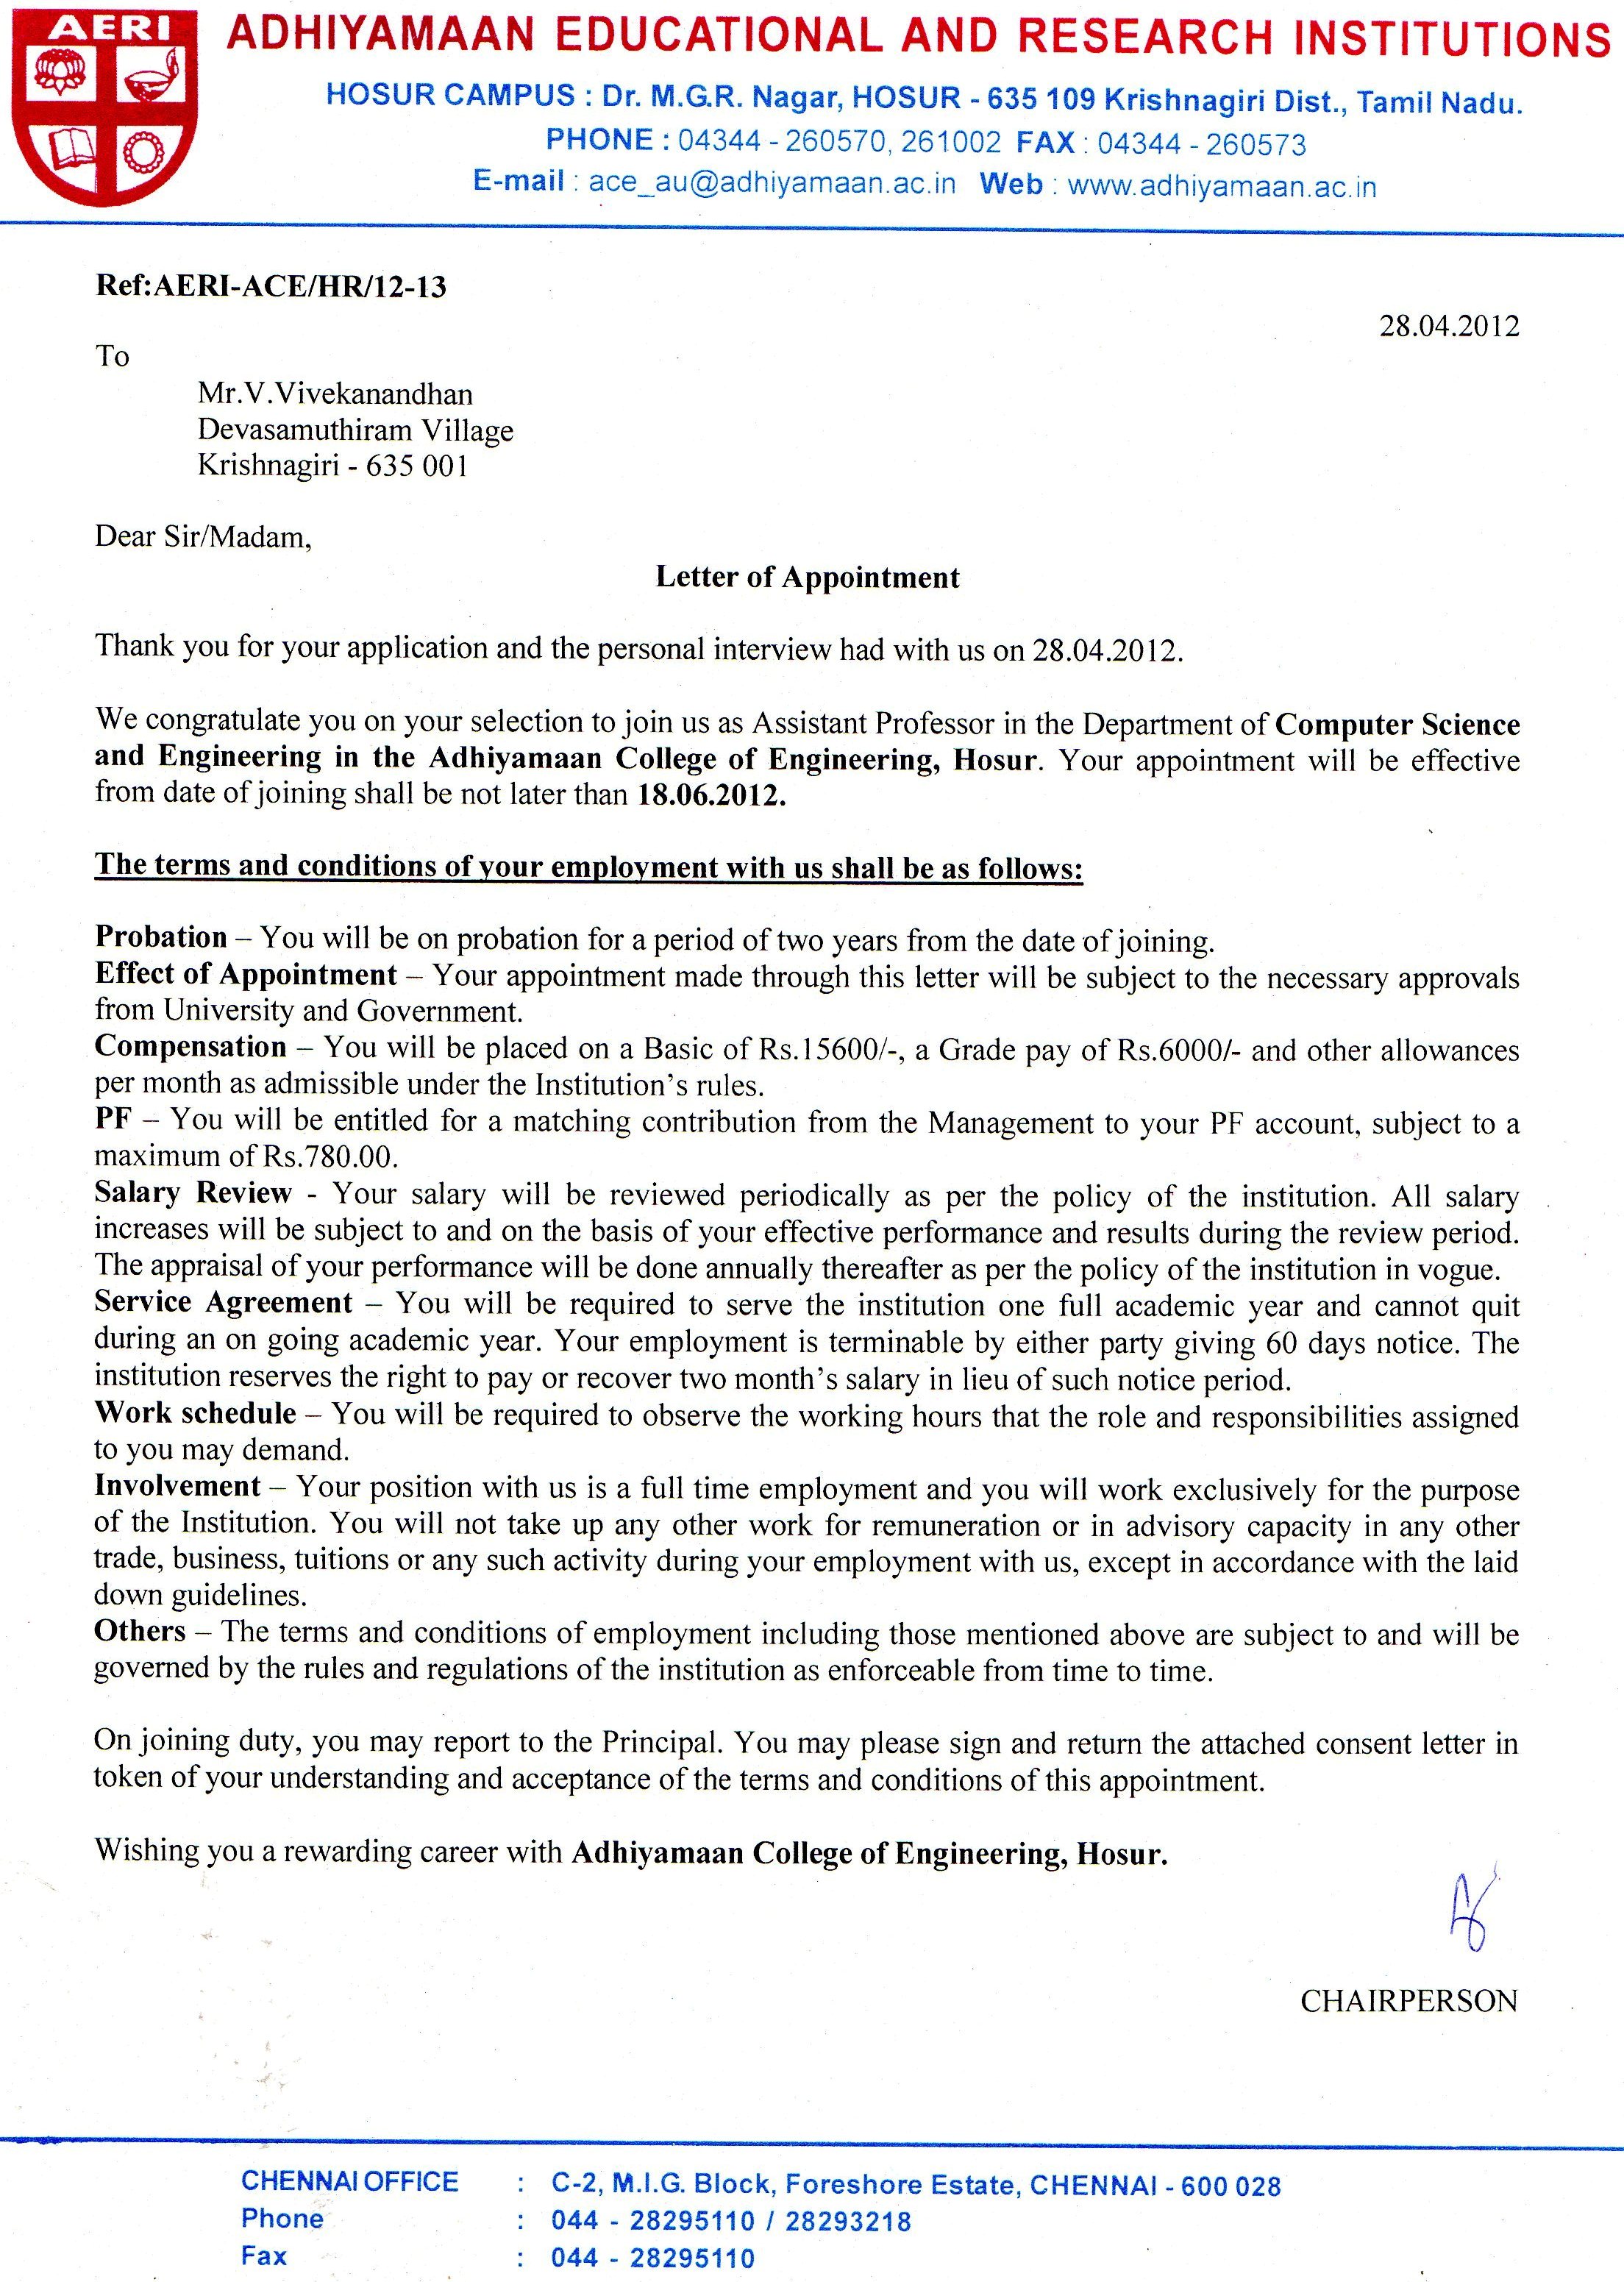 AERI
ADHIYAMAAN EDUCATIONAL AND RESEARCH INSTITUTIONS
HOSUR CAMPUS : Dr. M.G.R. Nagar, HOSUR - 635 109 Krishnagiri Dist., Tamil Nadu.
PHONE : 04344 - 260570, 261002 FAX : 04344 - 260573
E-mail : ace_au@adhiyamaan.ac.in Web : www.adhiyamaan.ac.in
Ref:AERI-ACE/HR/12-13
28.04.2012
To
Mr.V.Vivekanandhan
Devasamuthiram Village
Krishnagiri - 635 001
Dear Sir/Madam,
Letter of Appointment
Thank you for your application and the personal interview had with us on 28.04.2012.
We congratulate you on your selection to join us as Assistant Professor in the Department of Computer Science
and Engineering in the Adhiyamaan College of Engineering, Hosur. Your appointment will be effective
from date of joining shall be not later than 18.06.2012.
The terms and conditions of your employment with us shall be as follows:
Probation – You will be on probation for a period of two years from the date of joining.
Effect of Appointment – Your appointment made through this letter will be subject to the necessary approvals
from University and Government.
Compensation – You will be placed on a Basic of Rs.15600/-, a Grade pay of Rs.6000/- and other allowances
per month as admissible under the Institution's rules.
PF – You will be entitled for a matching contribution from the Management to your PF account, subject to a
maximum of Rs.780.00.
Salary Review - Your salary will be reviewed periodically as per the policy of the institution. All salary
increases will be subject to and on the basis of your effective performance and results during the review period.
The appraisal of your performance will be done annually thereafter as per the policy of the institution in vogue.
Service Agreement – You will be required to serve the institution one full academic year and cannot quit
during an on going academic year. Your employment is terminable by either party giving 60 days notice. The
institution reserves the right to pay or recover two month's salary in lieu of such notice period.
Work schedule – You will be required to observe the working hours that the role and responsibilities assigned
to you may demand.
Involvement – Your position with us is a full time employment and you will work exclusively for the purpose
of the Institution. You will not take up any other work for remuneration or in advisory capacity in any other
trade, business, tuitions or any such activity during your employment with us, except in accordance with the laid
down guidelines.
Others – The terms and conditions of employment including those mentioned above are subject to and will be
governed by the rules and regulations of the institution as enforceable from time to time.
On joining duty, you may report to the Principal. You may please sign and return the attached consent letter in
token of your understanding and acceptance of the terms and conditions of this appointment.
Wishing you a rewarding career with Adhiyamaan College of Engineering, Hosur.
CHAIRPERSON
CHENNAI OFFICE : C-2, M.I.G. Block, Foreshore Estate, CHENNAI - 600 028
Phone : 044 - 28295110 / 28293218
Fax : 044 - 28295110